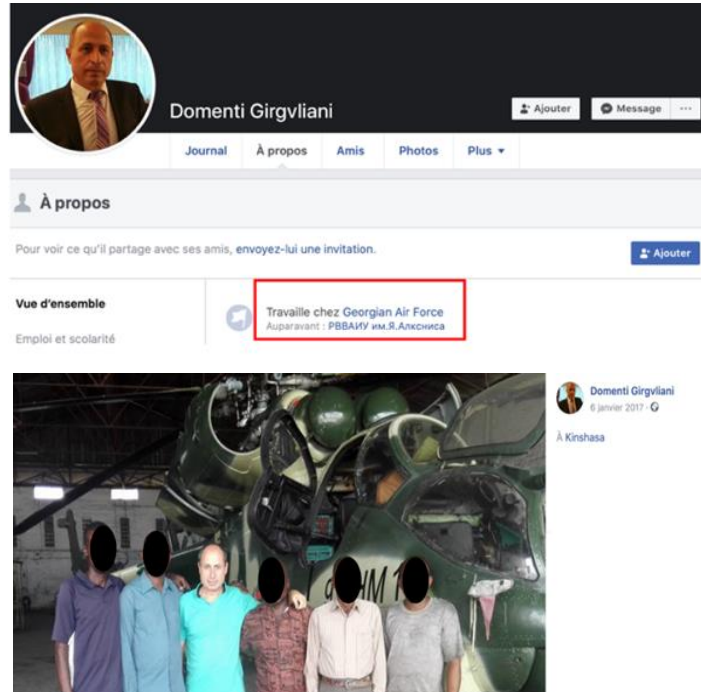 Domenti Girgvliani
Ajouter
Message
Journal À propos Amis Photos Plus
À propos
Pour voir ce qu'il partage avec ses amis, envoyez-lui une invitation.
Ajouter
Vue d'ensemble
Emploi et scolarité
Travaille chez Georgian Air Force
Auparavant : РВВАИУ им.Я.Алксниса
Domenti Girgvliani
6 janvier 2017
À Kinshasa